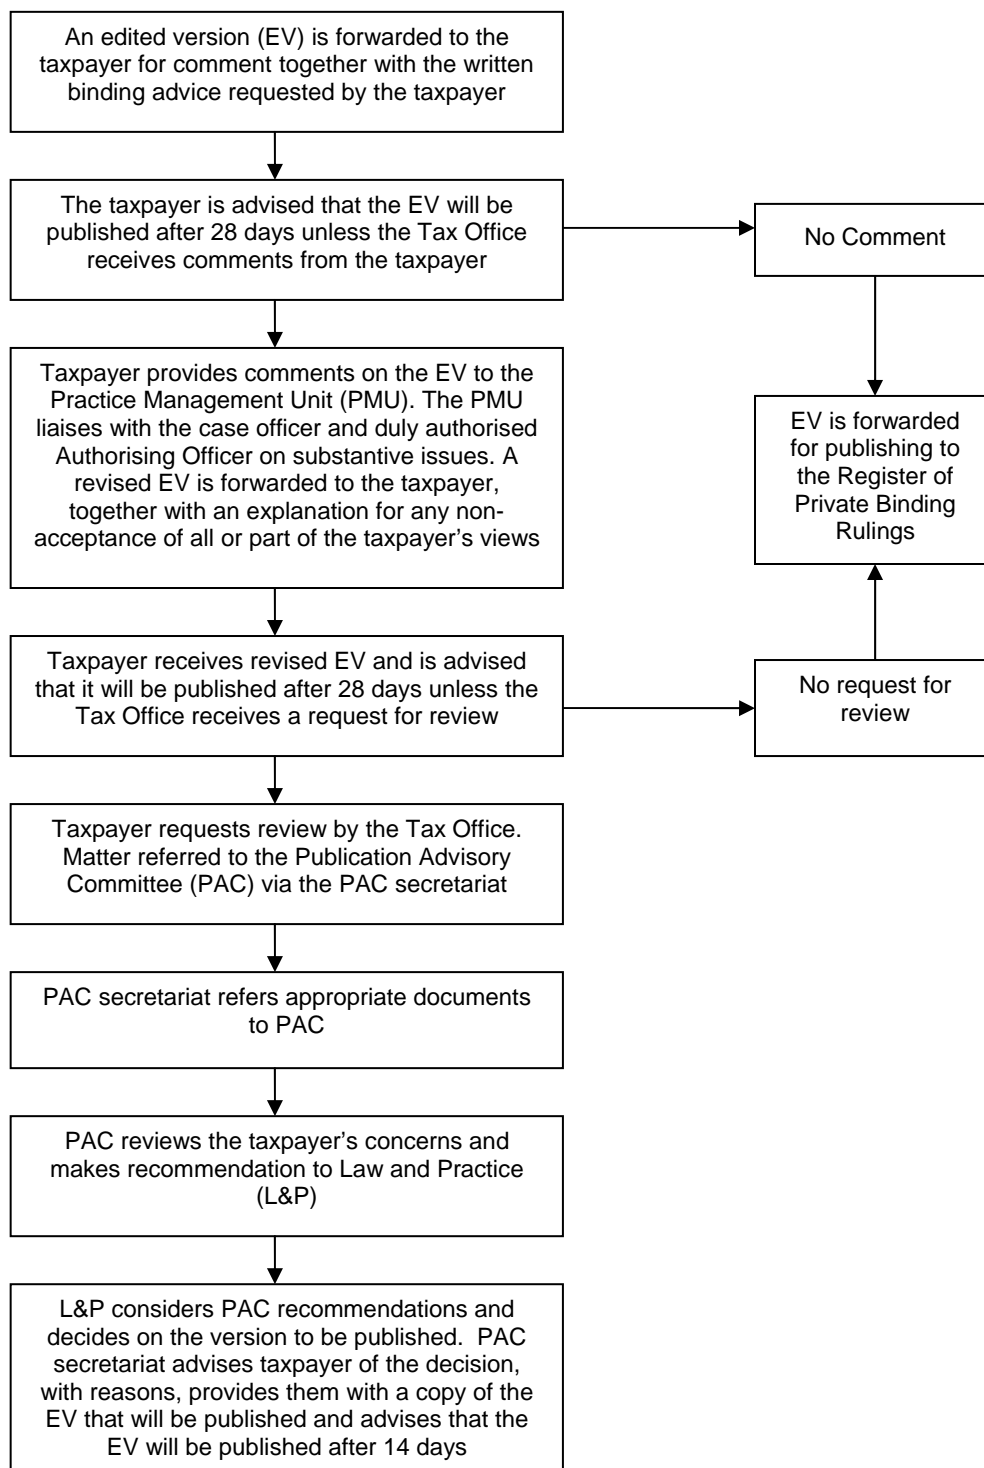 An edited version (EV) is forwarded to the
taxpayer for comment together with the written
binding advice requested by the taxpayer
The taxpayer is advised that the EV will be
published after 28 days unless the Tax Office
receives comments from the taxpayer
No Comment
Taxpayer provides comments on the EV to the
Practice Management Unit (PMU). The PMU
liaises with the case officer and duly authorised
Authorising Officer on substantive issues. A
revised EV is forwarded to the taxpayer,
together with an explanation for any non-
acceptance of all or part of the taxpayer's views
EV is forwarded
for publishing to
the Register of
Private Binding
Rulings
Taxpayer receives revised EV and is advised
that it will be published after 28 days unless the
Tax Office receives a request for review
No request for
review
Taxpayer requests review by the Tax Office.
Matter referred to the Publication Advisory
Committee (PAC) via the PAC secretariat
PAC secretariat refers appropriate documents
to PAC
PAC reviews the taxpayer's concerns and
makes recommendation to Law and Practice
(L&P)
L&P considers PAC recommendations and
decides on the version to be published.  PAC
secretariat advises taxpayer of the decision,
with reasons, provides them with a copy of the
EV that will be published and advises that the
EV will be published after 14 days